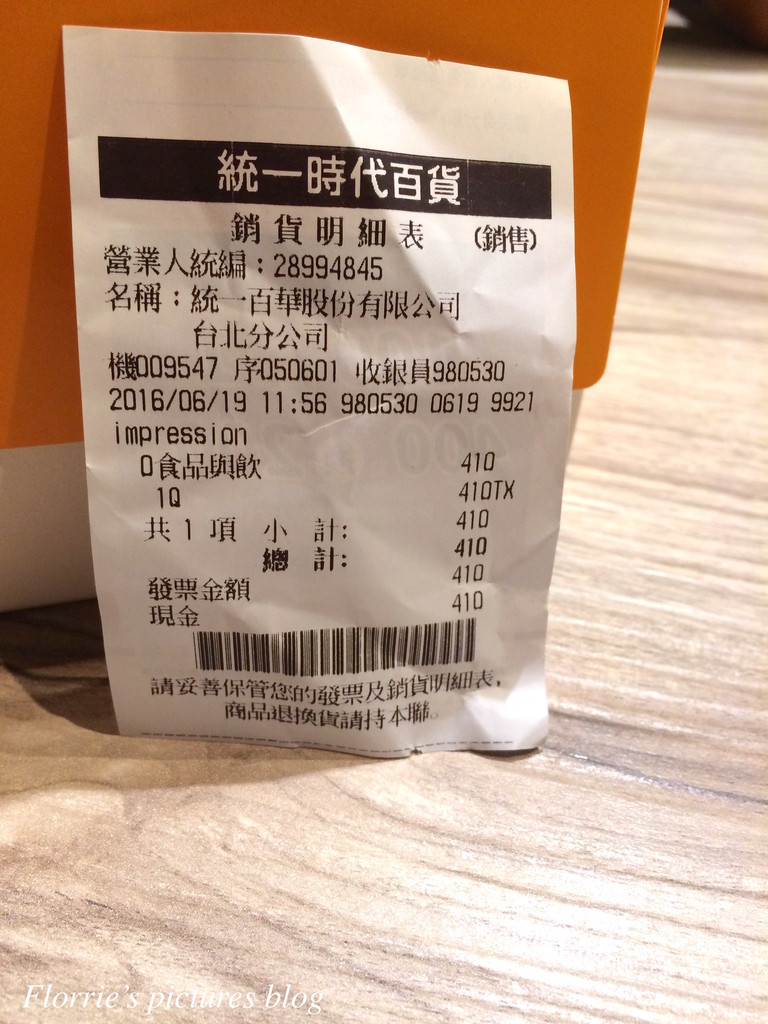 統一時代百貨
銷貨明細表 (銷售)
營業人統編：28994845
名稱：統一百華股份有限公司
台北分公司
機009547 序050601 收銀員980530
2016/06/19 11:56 980530 0619 9921
impression
0食品與飲 410
1Q 410TX
共 1 項 小 計: 410
總 計: 410
發票金額 410
現金 410
請妥善保管您的發票及銷貨明細表,
商品退換貨請持本聯。
Florrie's pictures blog